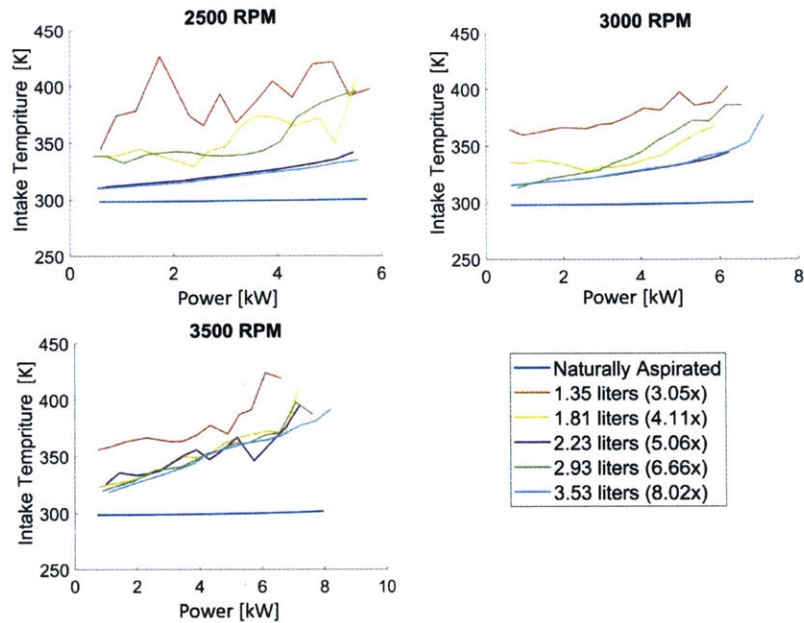 2500 RPM
450
400
350
300
250
Intake Tempriture [K]
0
2
4
6
Power [kW]
3000 RPM
450
400
350
300
250
Intake Tempriture [K]
0
2
4
6
8
Power [kW]
3500 RPM
450
400
350
300
250
Intake Tempriture [K]
0
2
4
6
8
10
Power [kW]
Naturally Aspirated
1.35 liters (3.05x)
1.81 liters (4.11x)
2.23 liters (5.06x)
2.93 liters (6.66x)
3.53 liters (8.02x)